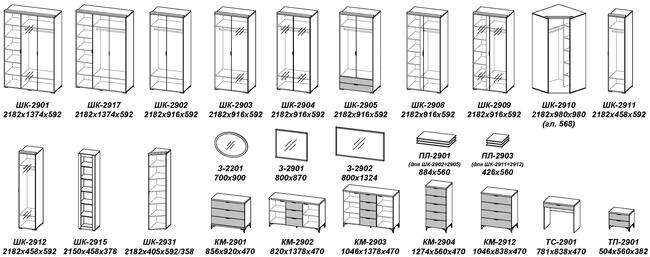 ШК-2901 ШК-2917 ШК-2902 ШК-2903 ШК-2904 ШК-2905 ШК-2908 ШК-2909 ШК-2910 ШК-2911
2182x1374x592 2182x1374x592 2182x916x592 2182x916x592 2182x916x592 2182x916x592 2182x916x592 2182x916x592 2182x980x980 2182x458x592
(гл. 568)
З-2201 З-2901 З-2902 ПЛ-2901 ПЛ-2903
(для ШК-2902÷2905) (для ШК-2911÷2912)
700x900 800x870 800x1324 884x560 426x560
ШК-2912 ШК-2915 ШК-2931 КМ-2901 КМ-2902 КМ-2903 КМ-2904 КМ-2912 ТС-2901 ТП-2901
2182x458x592 2150x458x378 2182x405x592/358 856x920x470 820x1378x470 1046x1378x470 1274x560x470 1046x838x470 781x838x470 504x560x382